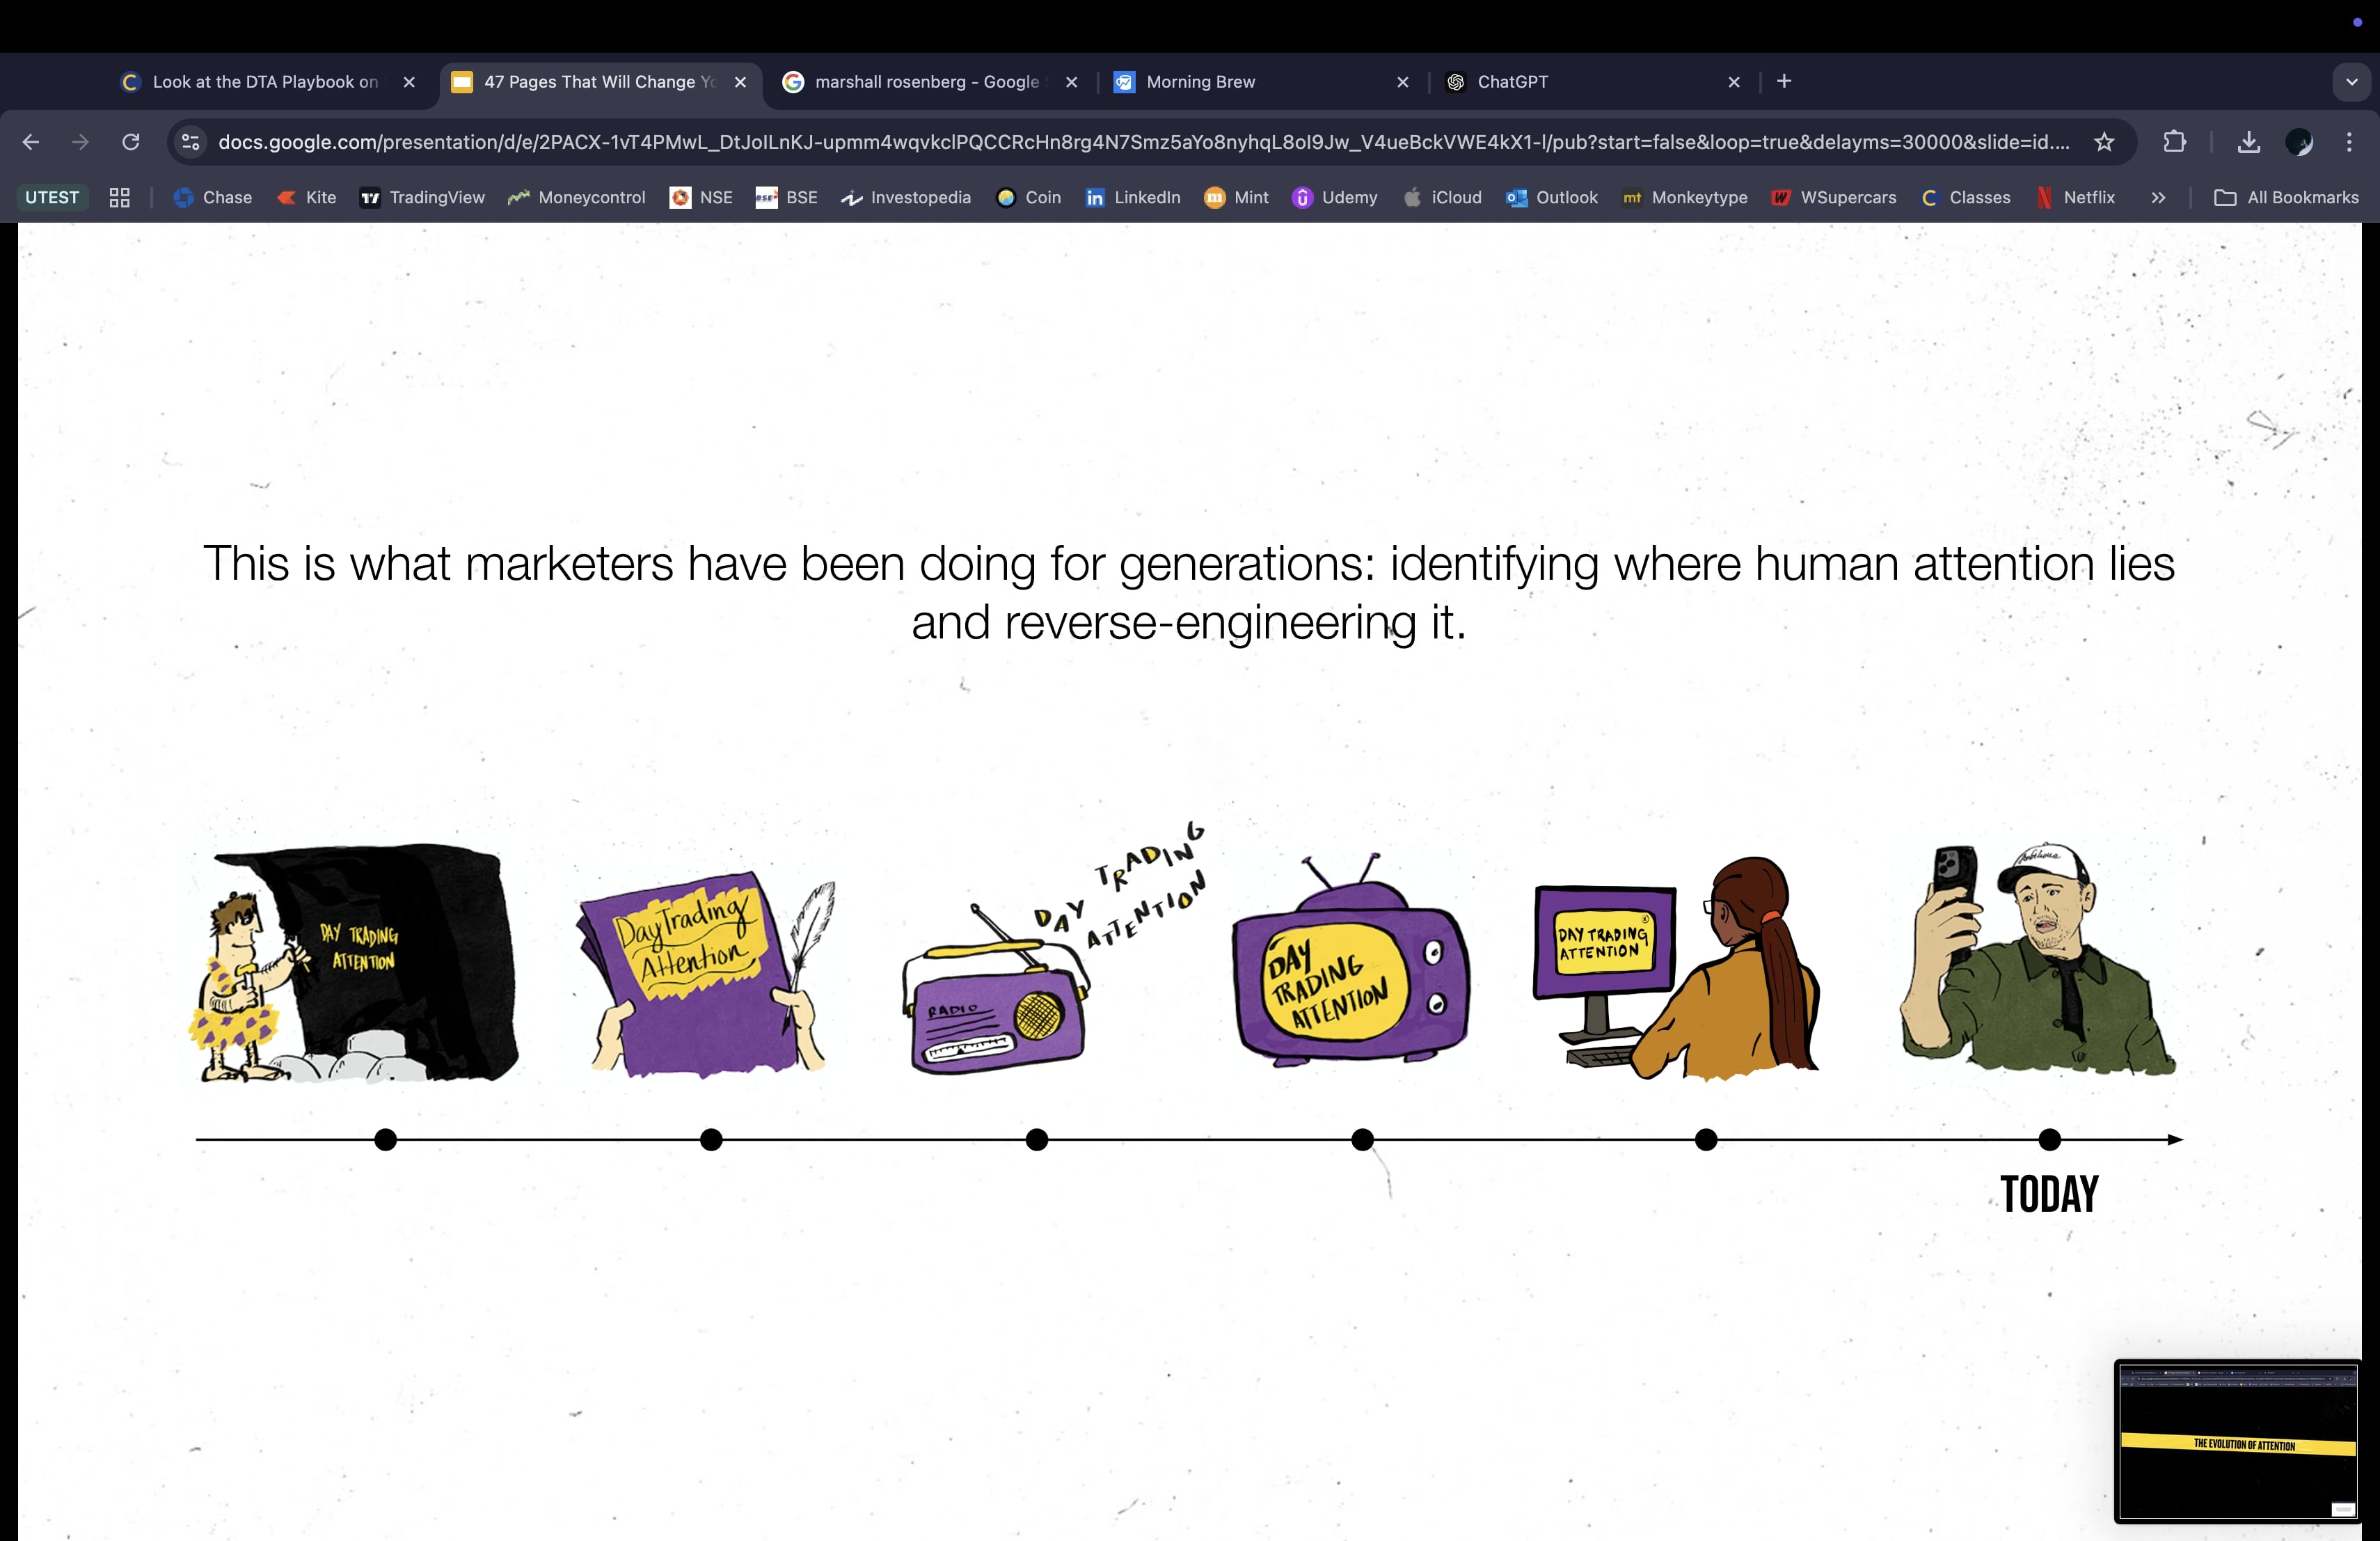 Look at the DTA Playbook on
47 Pages That Will Change Yo
marshall rosenberg - Google
Morning Brew
ChatGPT
docs.google.com/presentation/d/e/2PACX-1vT4PMwL_DtJoILnKJ-upmm4wqvkclPQCCRcHn8rg4N7Smz5aYo8nyhqL8oI9Jw_V4ueBckVWE4kX1-l/pub?start=false&loop=true&delayms=30000&slide=id....
UTEST
Chase
Kite
TradingView
Moneycontrol
NSE
BSE
Investopedia
Coin
LinkedIn
Mint
Udemy
iCloud
Outlook
mt Monkeytype
WSupercars
Classes
Netflix
All Bookmarks
This is what marketers have been doing for generations: identifying where human attention lies
and reverse-engineering it.
DAY TRADING
ATTENTION
Day Trading
Attention
RADIO
DAY TRADING
ATTENTION
DAY
TRADING
ATTENTION
DAY TRADING
ATTENTION
Ambitious
TODAY
THE EVOLUTION OF ATTENTION